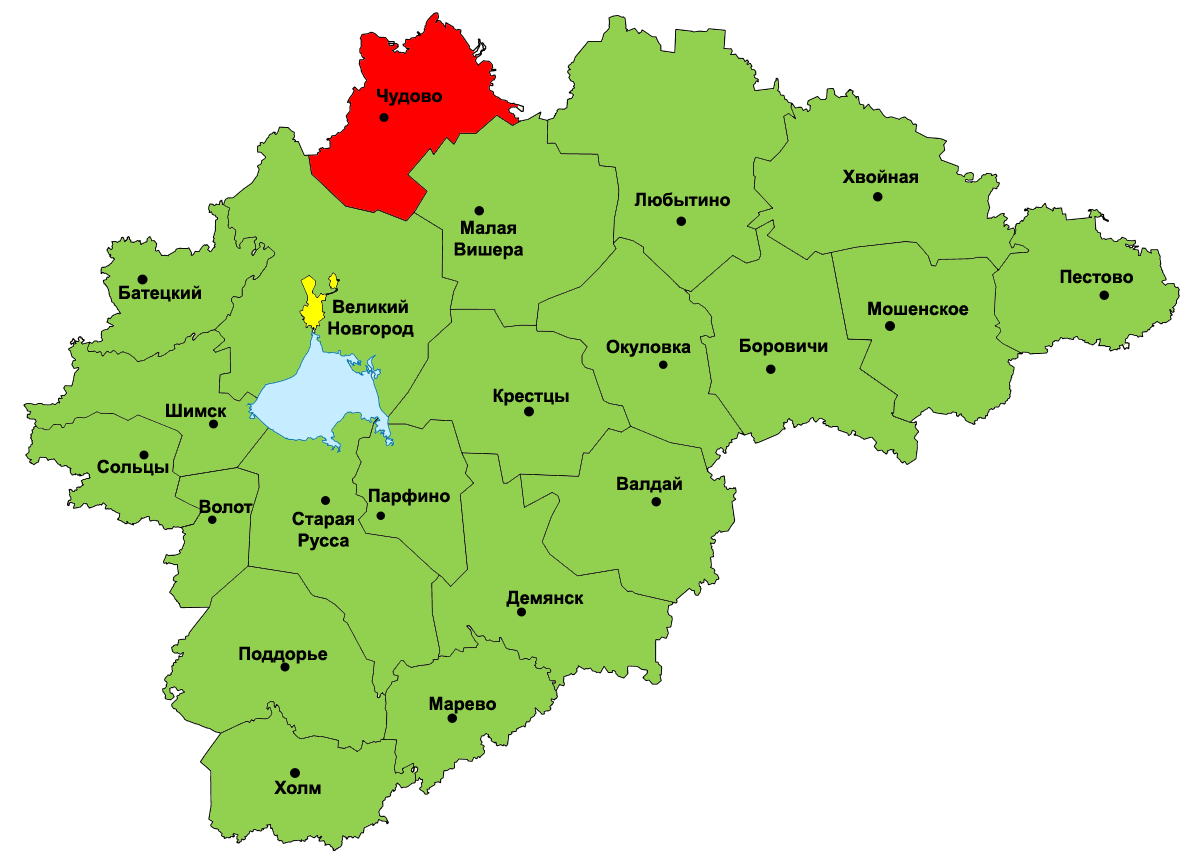 Чудово
Хвойная
Любытино
Малая
Вишера
Пестово
Батецкий
Великий
Новгород
Мошенское
Окуловка
Боровичи
Крестцы
Шимск
Сольцы
Валдай
Парфино
Волот
Старая
Русса
Демянск
Поддорье
Марево
Холм